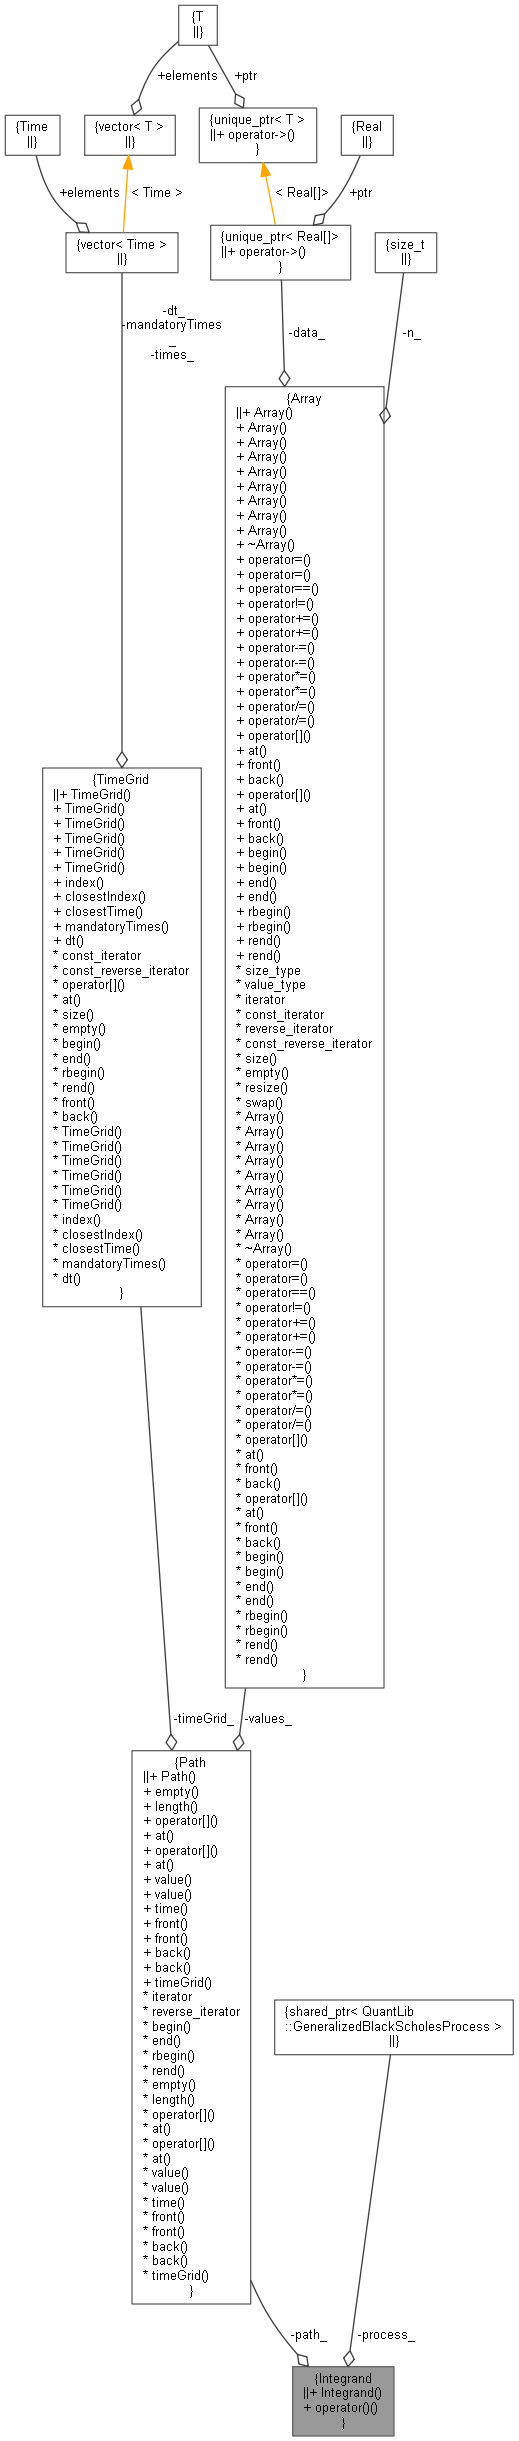 {T
||}
+elements
+ptr
{Time
||}
{vector< T >
||}
{unique_ptr< T >
||+ operator->()
}
{Real
||}
+elements
< Time >
< Real[]>
+ptr
{vector< Time >
||}
{unique_ptr< Real[]>
||+ operator->()
}
{size_t
||}
-dt_
-mandatoryTimes
_
-times_
-data_
-n_
{Array
||+ Array()
+ Array()
+ Array()
+ Array()
+ Array()
+ Array()
+ Array()
+ Array()
+ Array()
+ ~Array()
+ operator=()
+ operator=()
+ operator==()
+ operator!=()
+ operator+=()
+ operator+=()
+ operator-=()
+ operator-=()
+ operator*=()
+ operator*=()
+ operator/=()
+ operator/=()
+ operator[]()
+ at()
+ front()
+ back()
+ operator[]()
+ at()
+ front()
+ back()
+ begin()
+ begin()
+ end()
+ end()
+ rbegin()
+ rbegin()
+ rend()
+ rend()
* size_type
* value_type
* iterator
* const_iterator
* reverse_iterator
* const_reverse_iterator
* size()
* empty()
* resize()
* swap()
* Array()
* Array()
* Array()
* Array()
* Array()
* Array()
* Array()
* Array()
* Array()
* ~Array()
* operator=()
* operator=()
* operator==()
* operator!=()
* operator+=()
* operator+=()
* operator-=()
* operator-=()
* operator*=()
* operator*=()
* operator/=()
* operator/=()
* operator[]()
* at()
* front()
* back()
* operator[]()
* at()
* front()
* back()
* begin()
* begin()
* end()
* end()
* rbegin()
* rbegin()
* rend()
* rend()
}
{TimeGrid
||+ TimeGrid()
+ TimeGrid()
+ TimeGrid()
+ TimeGrid()
+ TimeGrid()
+ TimeGrid()
+ index()
+ closestIndex()
+ closestTime()
+ mandatoryTimes()
+ dt()
* const_iterator
* const_reverse_iterator
* operator[]()
* at()
* size()
* empty()
* begin()
* end()
* rbegin()
* rend()
* front()
* back()
* TimeGrid()
* TimeGrid()
* TimeGrid()
* TimeGrid()
* TimeGrid()
* TimeGrid()
* index()
* closestIndex()
* closestTime()
* mandatoryTimes()
* dt()
}
-timeGrid_
-values_
{Path
||+ Path()
+ empty()
+ length()
+ operator[]()
+ at()
+ operator[]()
+ at()
+ value()
+ value()
+ time()
+ front()
+ front()
+ back()
+ back()
+ timeGrid()
* iterator
* reverse_iterator
* begin()
* end()
* rbegin()
* rend()
* empty()
* length()
* operator[]()
* at()
* operator[]()
* at()
* value()
* value()
* time()
* front()
* front()
* back()
* back()
* timeGrid()
}
{shared_ptr< QuantLib
::GeneralizedBlackScholesProcess >
||}
-path_
-process_
{Integrand
||+ Integrand()
+ operator()()
}